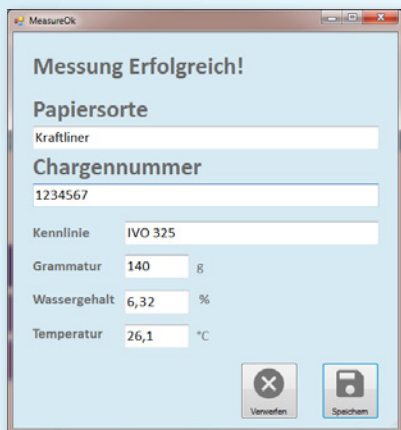 MeasureOk
Messung Erfolgreich!
Papiersorte
Kraftliner
Chargennummer
1234567
Kennlinie IVO 325
Grammatur 140 g
Wassergehalt 6,32 %
Temperatur 26,1 °C
Verwerfen Speichern